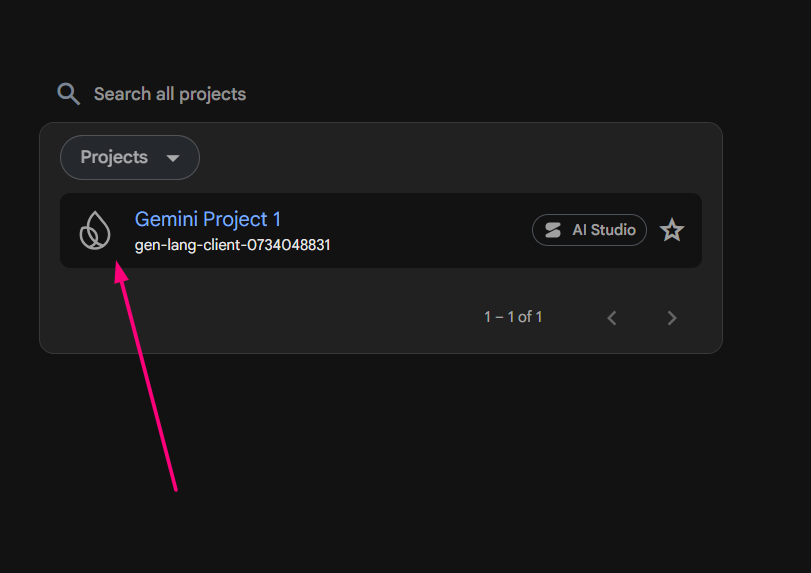 Search all projects
Projects
Gemini Project 1
gen-lang-client-0734048831
AI Studio
1 – 1 of 1